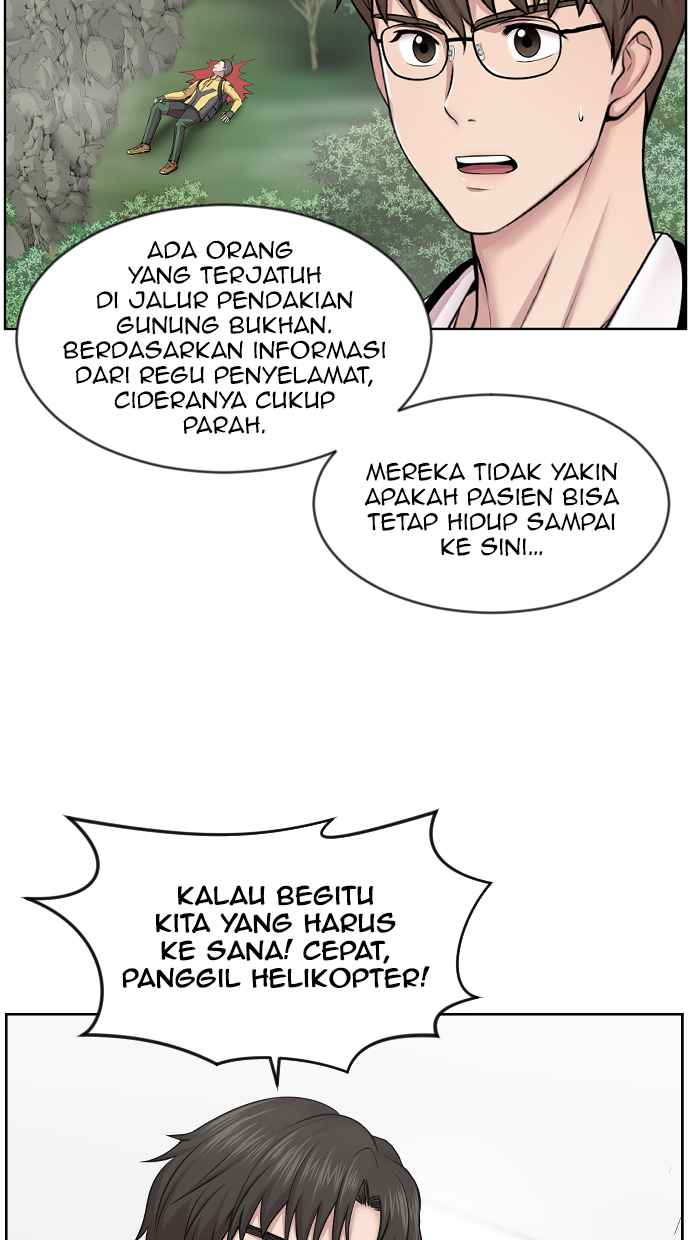 ADA ORANG
YANG TERJATUH
DI JALUR PENDAKIAN
GUNUNG BUKHAN.
BERDASARKAN INFORMASI
DARI REGU PENYELAMAT,
CIDERANYA CUKUP
PARAH.
MEREKA TIDAK YAKIN
APAKAH PASIEN BISA
TETAP HIDUP SAMPAI
KE SINI...
KALAU BEGITU
KITA YANG HARUS
KE SANA! CEPAT,
PANGGIL HELIKOPTER!